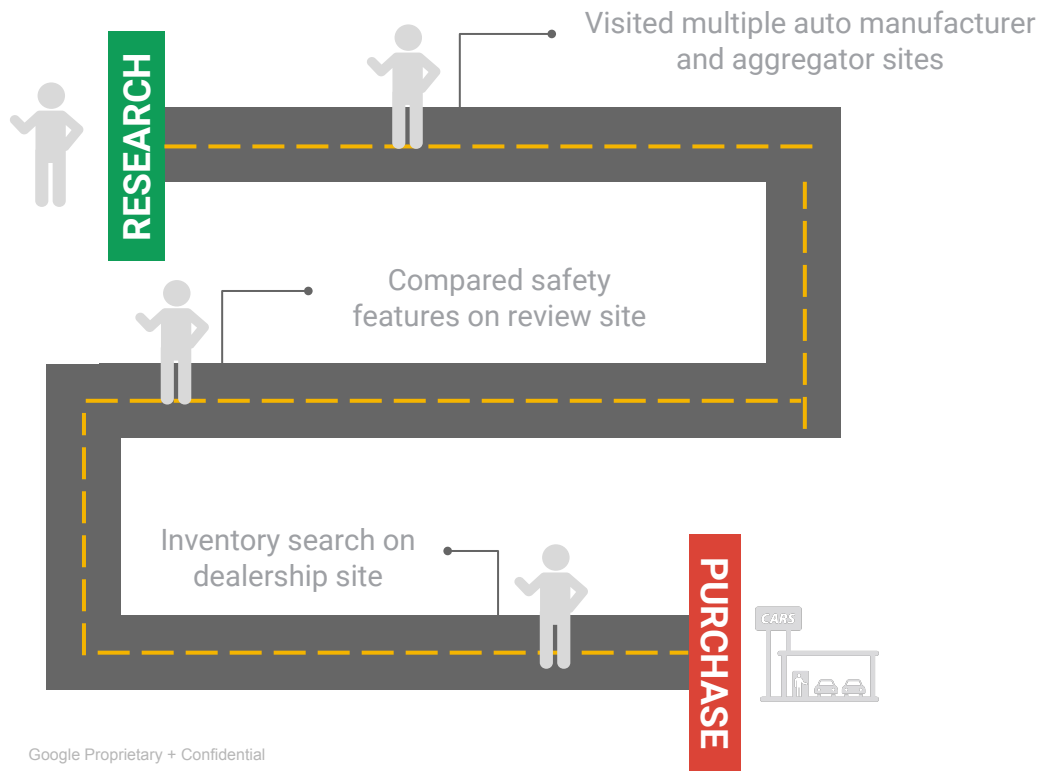 Visited multiple auto manufacturer
and aggregator sites
RESEARCH
Compared safety
features on review site
Inventory search on
dealership site
PURCHASE
CARS
Google Proprietary + Confidential